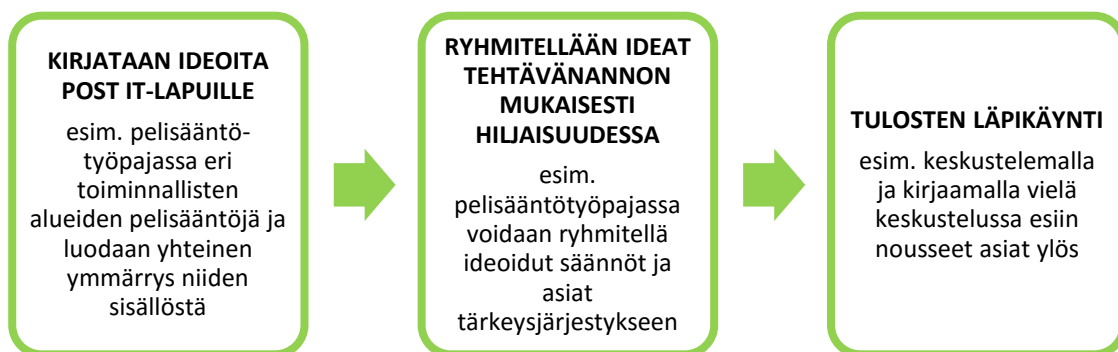 KIRJATAAN IDEOITA
POST IT-LAPUILLE
esim. pelisääntö-
työpajassa eri
toiminnallisten
alueiden pelisääntöjä ja
luodaan yhteinen
ymmärrys niiden
sisällöstä
RYHMITELLÄÄN IDEAT
TEHTÄVÄNANNON
MUKAISESTI
HILJAISUUDESSA
esim.
pelisääntötyöpajassa
voidaan ryhmitellä
ideoidut säännöt ja
asiat
tärkeysjärjestykseen
TULOSTEN LÄPIKÄYNTI
esim. keskustelemalla
ja kirjaamalla vielä
keskustelussa esiin
nousseet asiat ylös